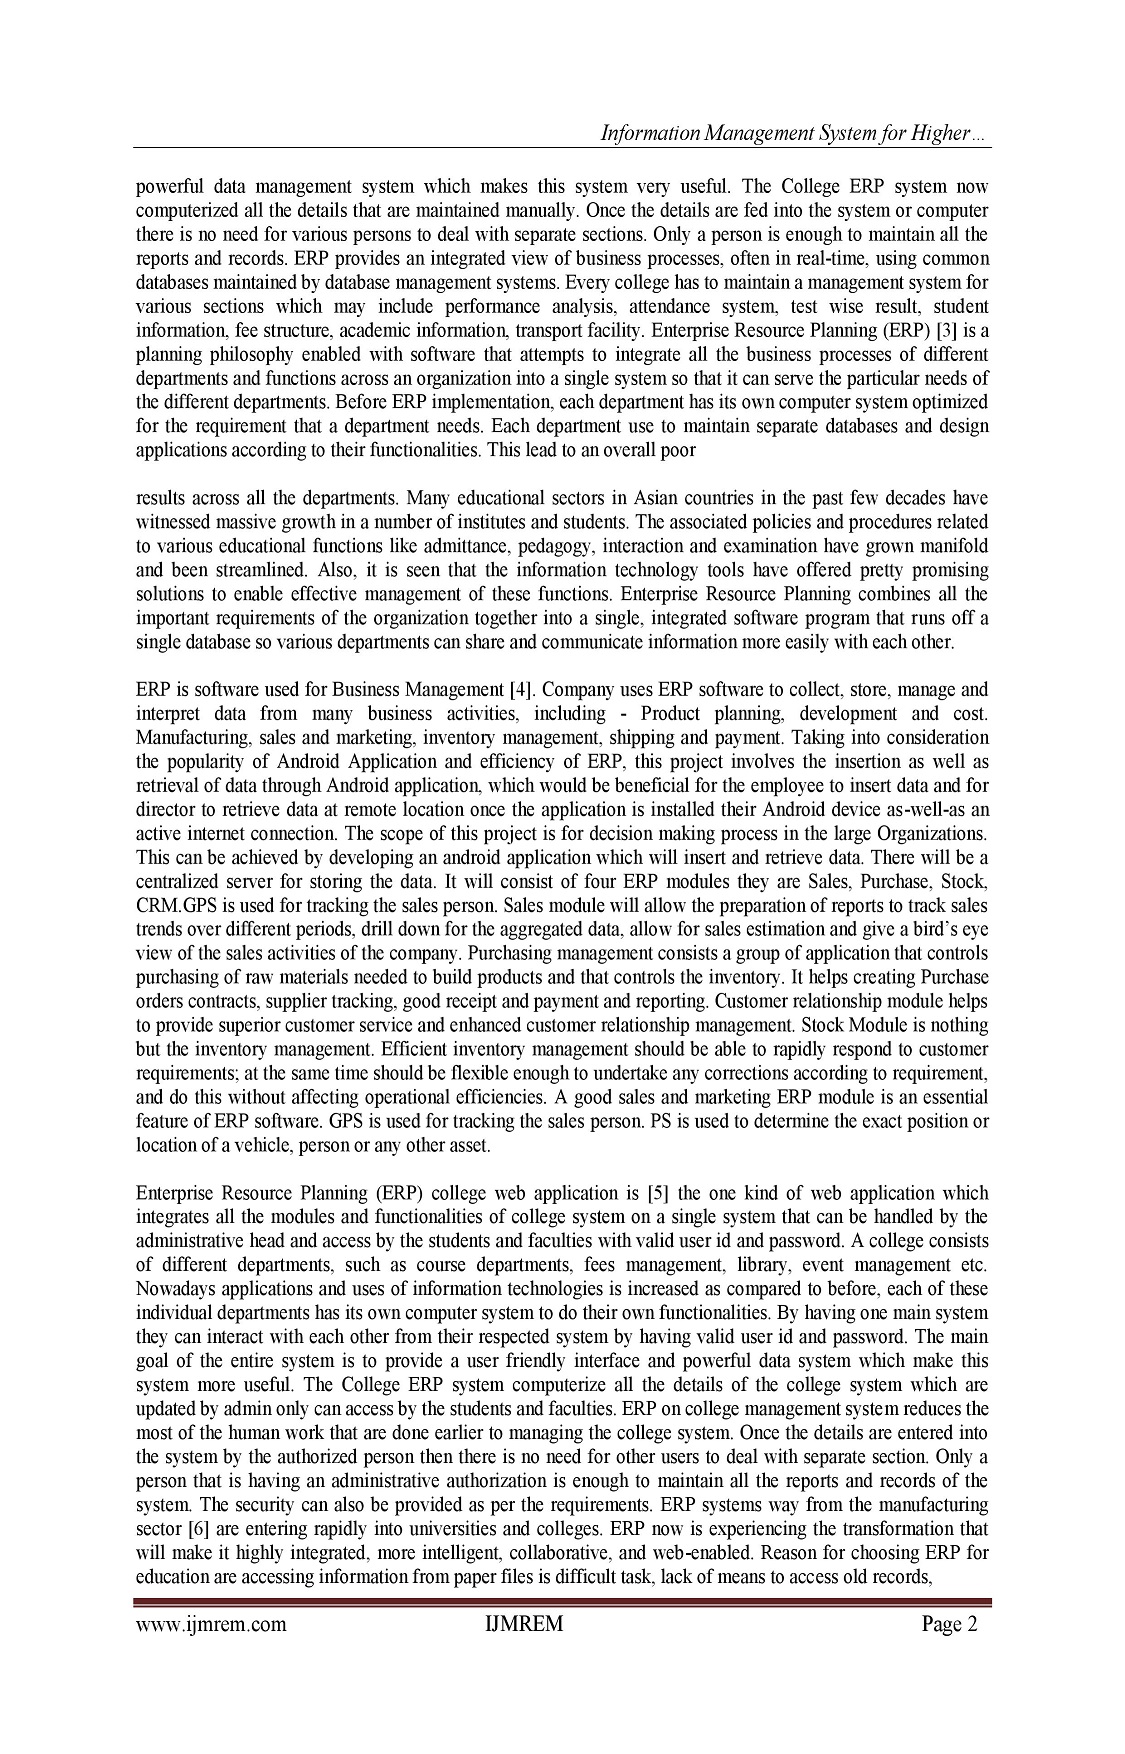 Information Management System for Higher…
powerful data management system which makes this system very useful. The College ERP system now
computerized all the details that are maintained manually. Once the details are fed into the system or computer
there is no need for various persons to deal with separate sections. Only a person is enough to maintain all the
reports and records. ERP provides an integrated view of business processes, often in real-time, using common
databases maintained by database management systems. Every college has to maintain a management system for
various sections which may include performance analysis, attendance system, test wise result, student
information, fee structure, academic information, transport facility. Enterprise Resource Planning (ERP) [3] is a
planning philosophy enabled with software that attempts to integrate all the business processes of different
departments and functions across an organization into a single system so that it can serve the particular needs of
the different departments. Before ERP implementation, each department has its own computer system optimized
for the requirement that a department needs. Each department use to maintain separate databases and design
applications according to their functionalities. This lead to an overall poor
results across all the departments. Many educational sectors in Asian countries in the past few decades have
witnessed massive growth in a number of institutes and students. The associated policies and procedures related
to various educational functions like admittance, pedagogy, interaction and examination have grown manifold
and been streamlined. Also, it is seen that the information technology tools have offered pretty promising
solutions to enable effective management of these functions. Enterprise Resource Planning combines all the
important requirements of the organization together into a single, integrated software program that runs off a
single database so various departments can share and communicate information more easily with each other.
ERP is software used for Business Management [4]. Company uses ERP software to collect, store, manage and
interpret data from many business activities, including - Product planning, development and cost.
Manufacturing, sales and marketing, inventory management, shipping and payment. Taking into consideration
the popularity of Android Application and efficiency of ERP, this project involves the insertion as well as
retrieval of data through Android application, which would be beneficial for the employee to insert data and for
director to retrieve data at remote location once the application is installed their Android device as-well-as an
active internet connection. The scope of this project is for decision making process in the large Organizations.
This can be achieved by developing an android application which will insert and retrieve data. There will be a
centralized server for storing the data. It will consist of four ERP modules they are Sales, Purchase, Stock,
CRM.GPS is used for tracking the sales person. Sales module will allow the preparation of reports to track sales
trends over different periods, drill down for the aggregated data, allow for sales estimation and give a bird’s eye
view of the sales activities of the company. Purchasing management consists a group of application that controls
purchasing of raw materials needed to build products and that controls the inventory. It helps creating Purchase
orders contracts, supplier tracking, good receipt and payment and reporting. Customer relationship module helps
to provide superior customer service and enhanced customer relationship management. Stock Module is nothing
but the inventory management. Efficient inventory management should be able to rapidly respond to customer
requirements; at the same time should be flexible enough to undertake any corrections according to requirement,
and do this without affecting operational efficiencies. A good sales and marketing ERP module is an essential
feature of ERP software. GPS is used for tracking the sales person. PS is used to determine the exact position or
location of a vehicle, person or any other asset.
Enterprise Resource Planning (ERP) college web application is [5] the one kind of web application which
integrates all the modules and functionalities of college system on a single system that can be handled by the
administrative head and access by the students and faculties with valid user id and password. A college consists
of different departments, such as course departments, fees management, library, event management etc.
Nowadays applications and uses of information technologies is increased as compared to before, each of these
individual departments has its own computer system to do their own functionalities. By having one main system
they can interact with each other from their respected system by having valid user id and password. The main
goal of the entire system is to provide a user friendly interface and powerful data system which make this
system more useful. The College ERP system computerize all the details of the college system which are
updated by admin only can access by the students and faculties. ERP on college management system reduces the
most of the human work that are done earlier to managing the college system. Once the details are entered into
the system by the authorized person then there is no need for other users to deal with separate section. Only a
person that is having an administrative authorization is enough to maintain all the reports and records of the
system. The security can also be provided as per the requirements. ERP systems way from the manufacturing
sector [6] are entering rapidly into universities and colleges. ERP now is experiencing the transformation that
will make it highly integrated, more intelligent, collaborative, and web-enabled. Reason for choosing ERP for
education are accessing information from paper files is difficult task, lack of means to access old records,
www.ijmrem.com IJMREM Page 2